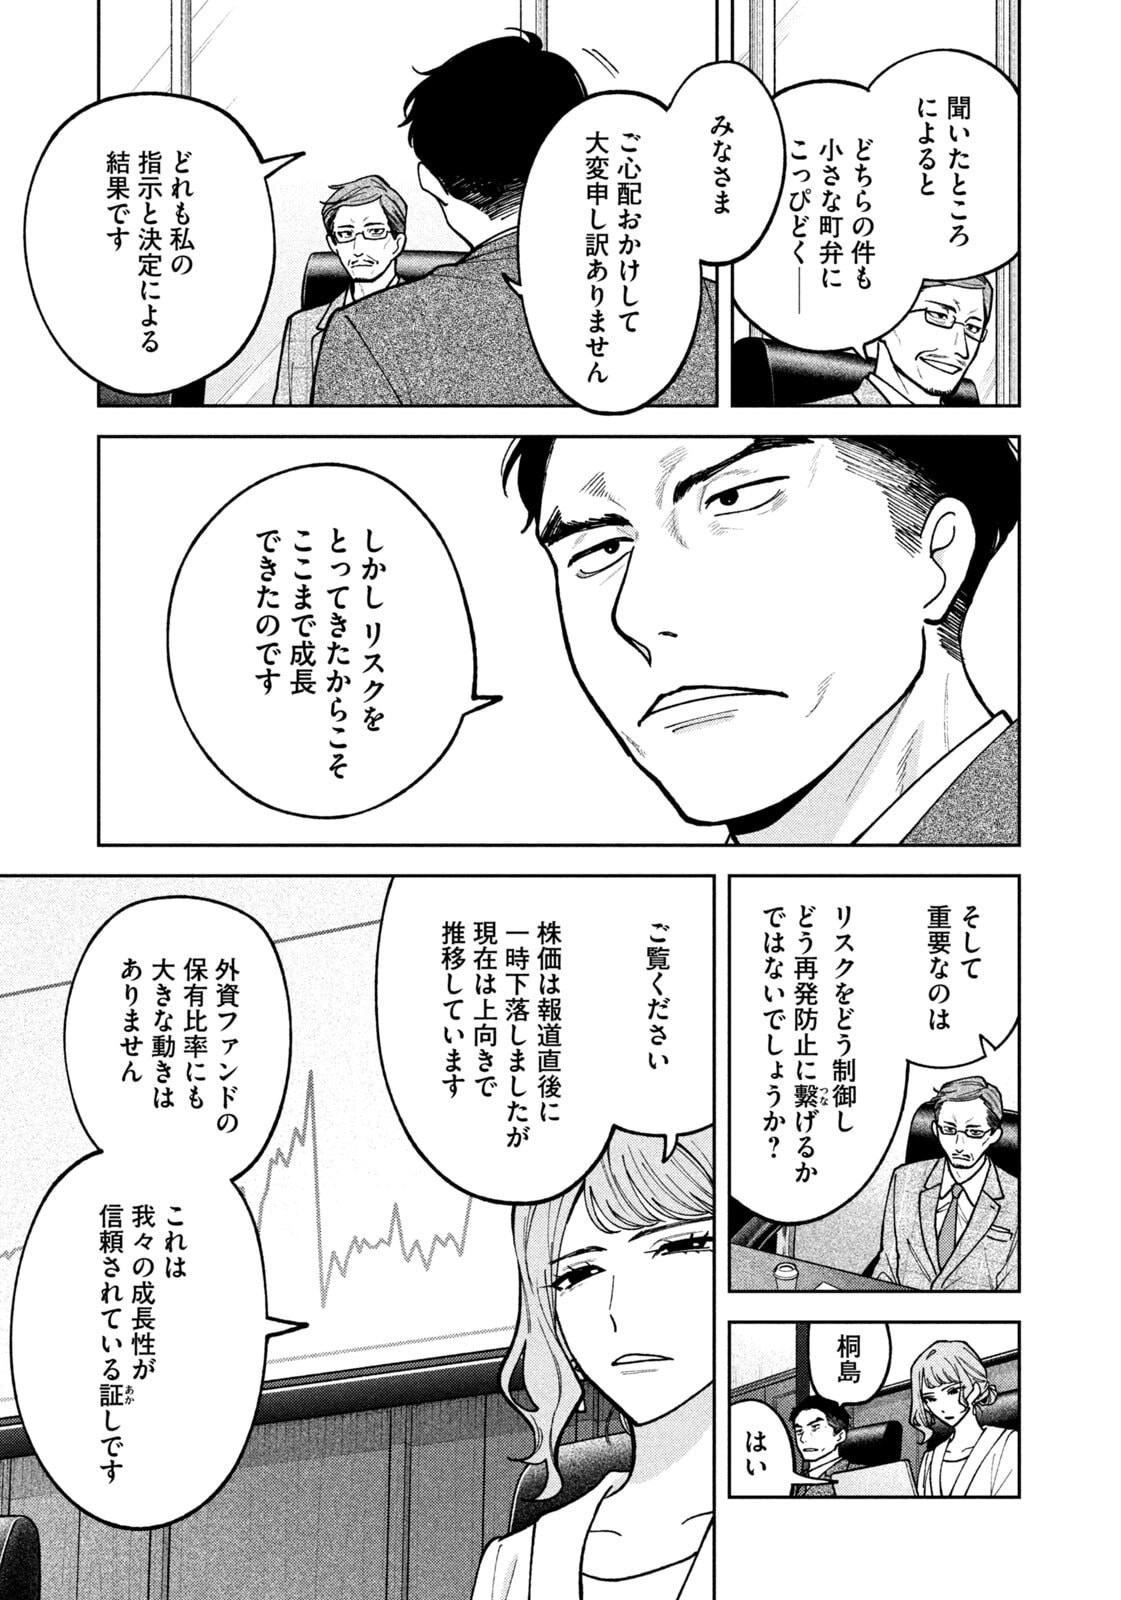 聞いたところ
によると
どちらの件も
小さな町弁に
こっぴどく──
みなさま
ご心配おかけして
大変申し訳ありません
どれも私の
指示と決定による
結果です
しかし リスクを
とってきたからこそ
ここまで成長
できたのです
そして
重要なのは
リスクをどう制御し
どう再発防止に繋げるか
つな
ではないでしょうか?
桐島
はい
ご覧ください
株価は報道直後に
一時下落しましたが
現在は上向きで
推移しています
外資ファンドの
保有比率にも
大きな動きは
ありません
これは
我々の成長性が
信頼されている証しです
あか